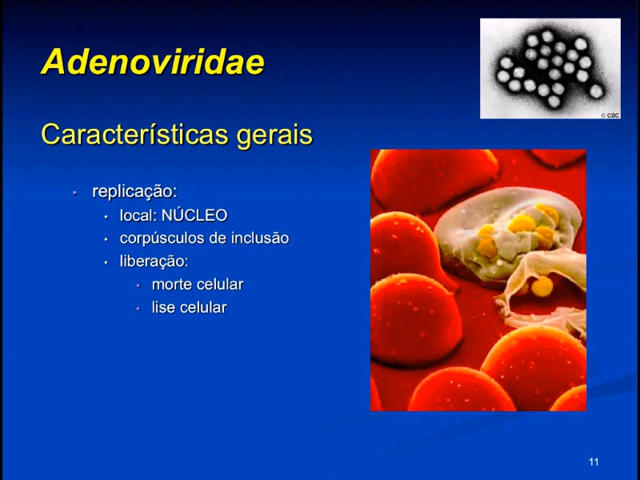 Adenoviridae
© CDC
Características gerais
• replicação:
• local: NÚCLEO
• corpúsculos de inclusão
• liberação:
• morte celular
• lise celular
11